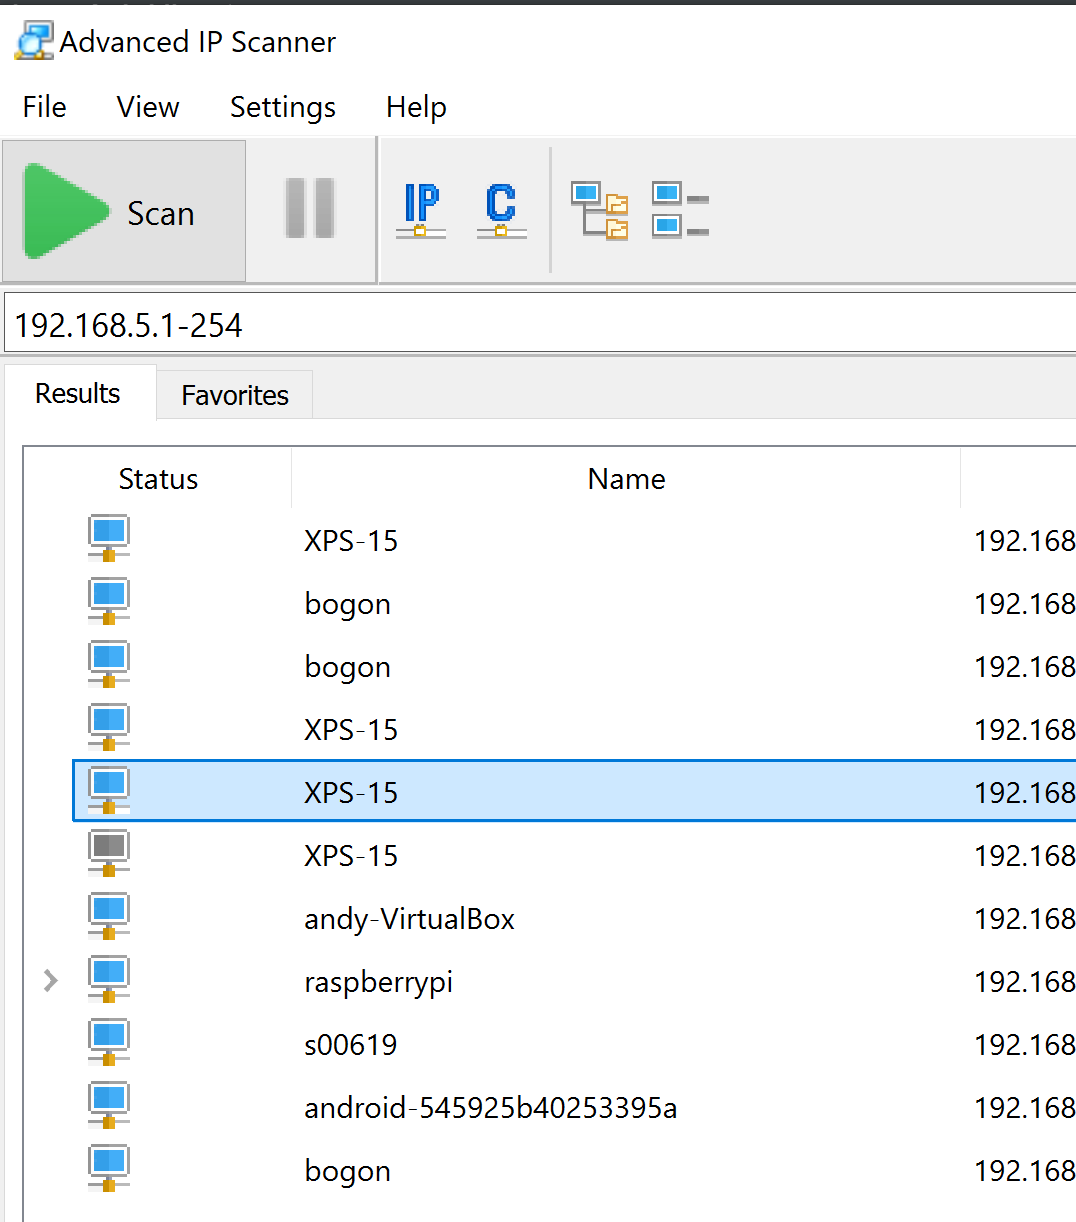 Advanced IP Scanner
File View Settings Help
Scan IP C
192.168.5.1-254
Results Favorites
Status Name
XPS-15 192.168
bogon 192.168
bogon 192.168
XPS-15 192.168
XPS-15 192.168
XPS-15 192.168
andy-VirtualBox 192.168
raspberrypi 192.168
s00619 192.168
android-545925b40253395a 192.168
bogon 192.168